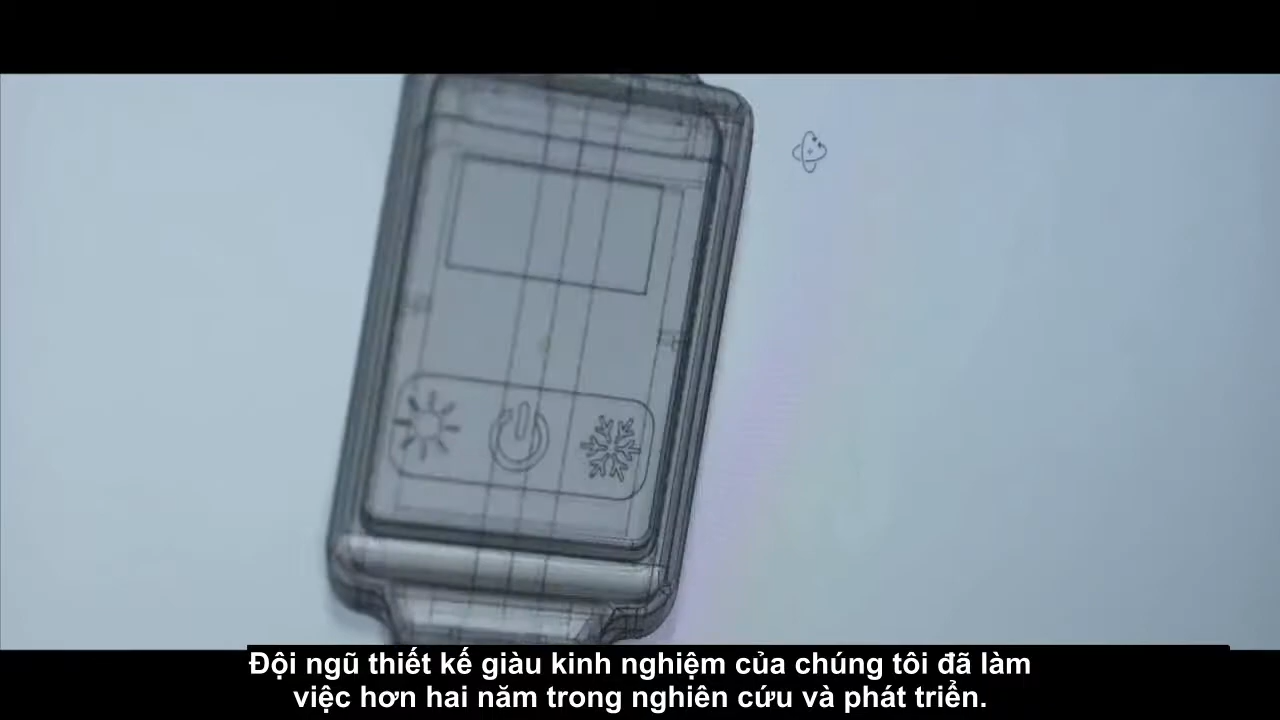 Đội ngũ thiết kế giàu kinh nghiệm của chúng tôi đã làm
việc hơn hai năm trong nghiên cứu và phát triển.